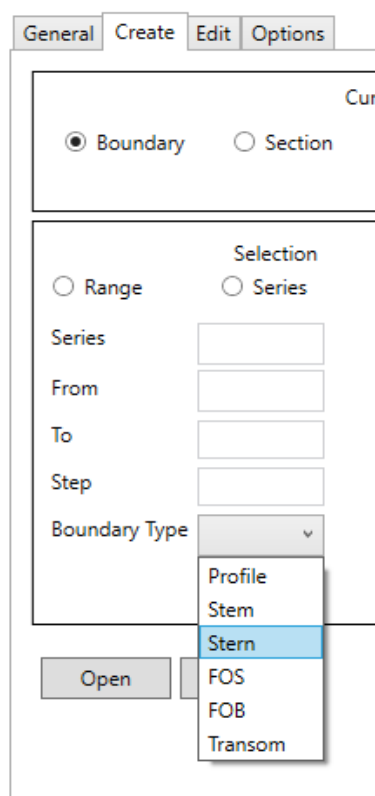 General Create Edit Options
Cur
Boundary Section
Selection
Range Series
Series
From
To
Step
Boundary Type
Profile
Stem
Stern
FOS
FOB
Transom
Open